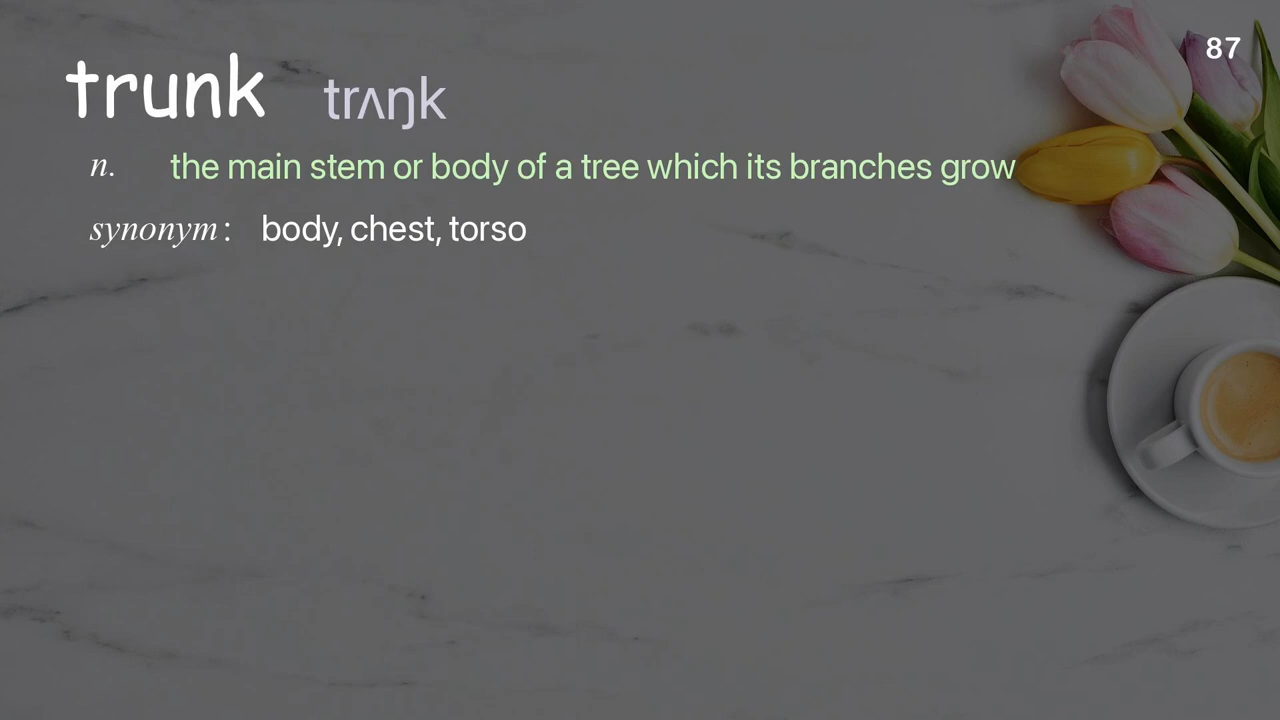 87
trunk trʌŋk
n. the main stem or body of a tree which its branches grow
synonym: body, chest, torso